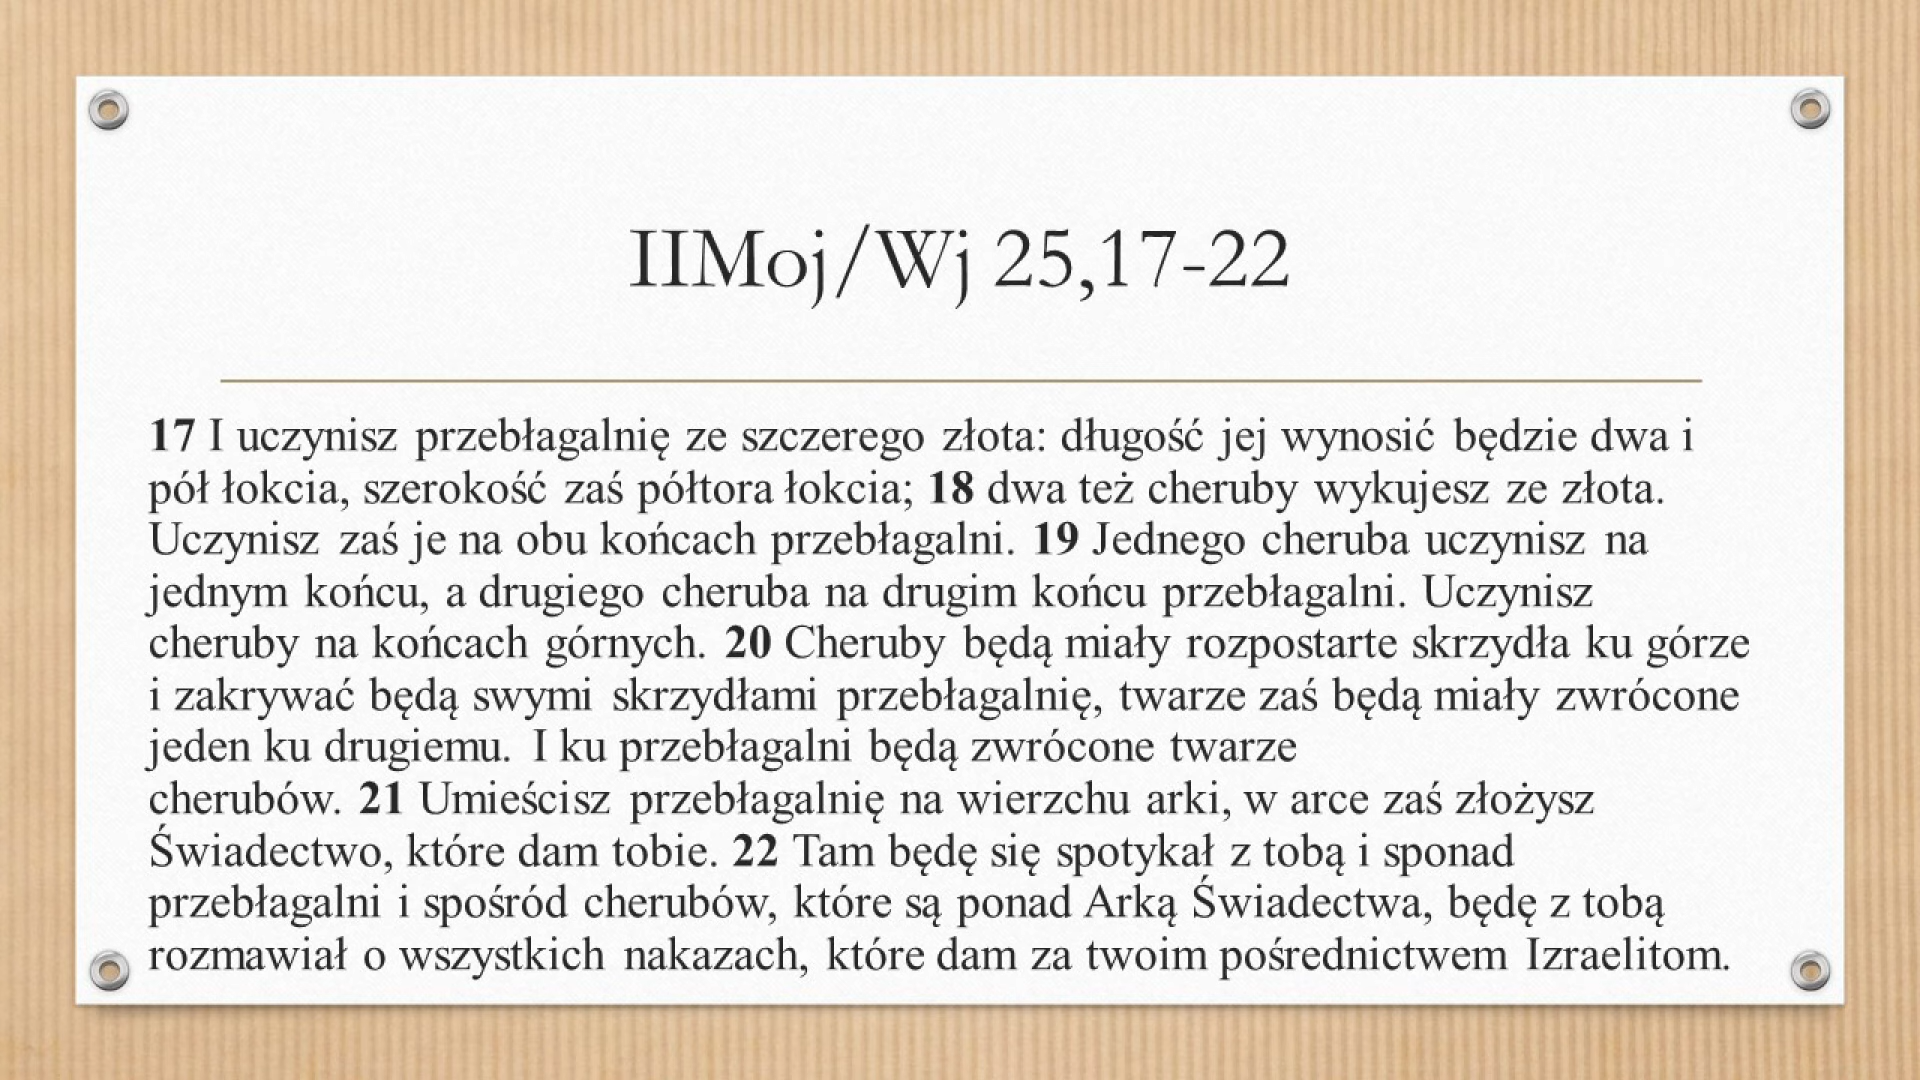 IIMoj/Wj 25,17-22
17 I uczynisz przebłagalnię ze szczerego złota: długość jej wynosić będzie dwa i
pół łokcia, szerokość zaś półtora łokcia; 18 dwa też cheruby wykujesz ze złota.
Uczynisz zaś je na obu końcach przebłagalni. 19 Jednego cheruba uczynisz na
jednym końcu, a drugiego cheruba na drugim końcu przebłagalni. Uczynisz
cheruby na końcach górnych. 20 Cheruby będą miały rozpostarte skrzydła ku górze
i zakrywać będą swymi skrzydłami przebłagalnię, twarze zaś będą miały zwrócone
jeden ku drugiemu. I ku przebłagalni będą zwrócone twarze
cherubów. 21 Umieścisz przebłagalnię na wierzchu arki, w arce zaś złożysz
Świadectwo, które dam tobie. 22 Tam będę się spotykał z tobą i sponad
przebłagalni i spośród cherubów, które są ponad Arką Świadectwa, będę z tobą
rozmawiał o wszystkich nakazach, które dam za twoim pośrednictwem Izraelitom.